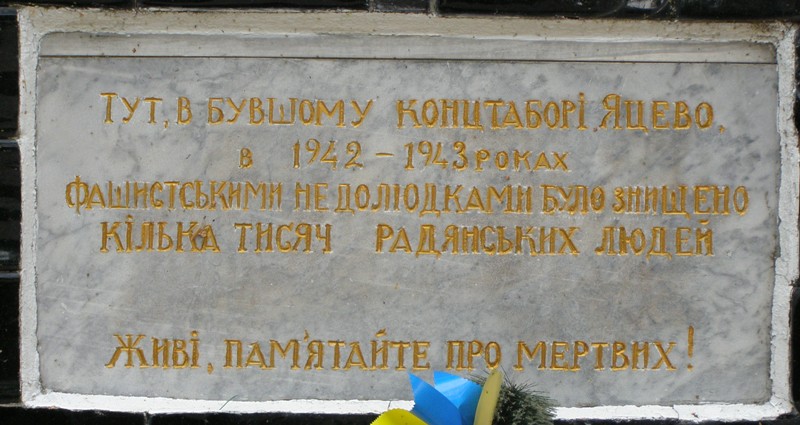 Тут, в бувшому концтаборі Яцево,
в 1942 – 1943 роках
фашистськими недолюдками було знищено
кілька тисяч радянських людей
Живі, пам'ятайте про мертвих!